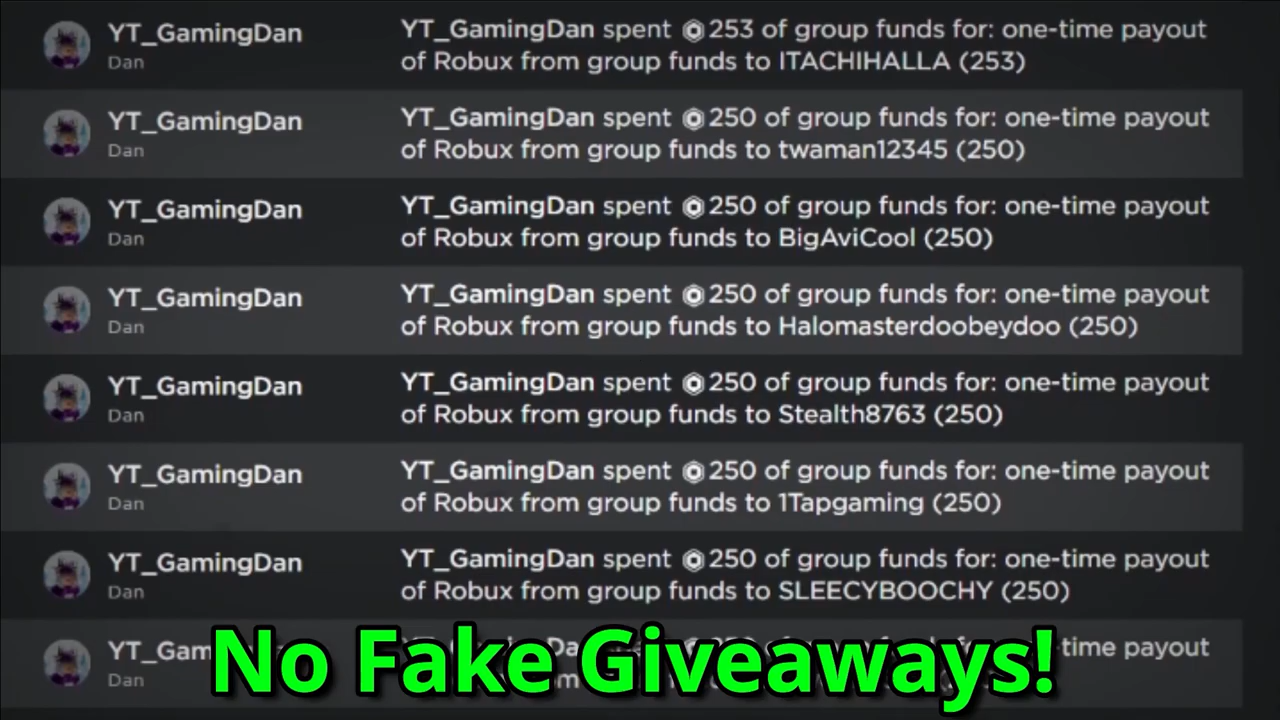 YT_GamingDan
Dan
YT_GamingDan spent 253 of group funds for: one-time payout
of Robux from group funds to ITACHIHALLA (253)
YT_GamingDan
Dan
YT_GamingDan spent 250 of group funds for: one-time payout
of Robux from group funds to twaman12345 (250)
YT_GamingDan
Dan
YT_GamingDan spent 250 of group funds for: one-time payout
of Robux from group funds to BigAviCool (250)
YT_GamingDan
Dan
YT_GamingDan spent 250 of group funds for: one-time payout
of Robux from group funds to Halomasterdoobeydoo (250)
YT_GamingDan
Dan
YT_GamingDan spent 250 of group funds for: one-time payout
of Robux from group funds to Stealth8763 (250)
YT_GamingDan
Dan
YT_GamingDan spent 250 of group funds for: one-time payout
of Robux from group funds to 1Tapgaming (250)
YT_GamingDan
Dan
YT_GamingDan spent 250 of group funds for: one-time payout
of Robux from group funds to SLEECYBOOCHY (250)
Dan
payout
No Fake Giveaways!